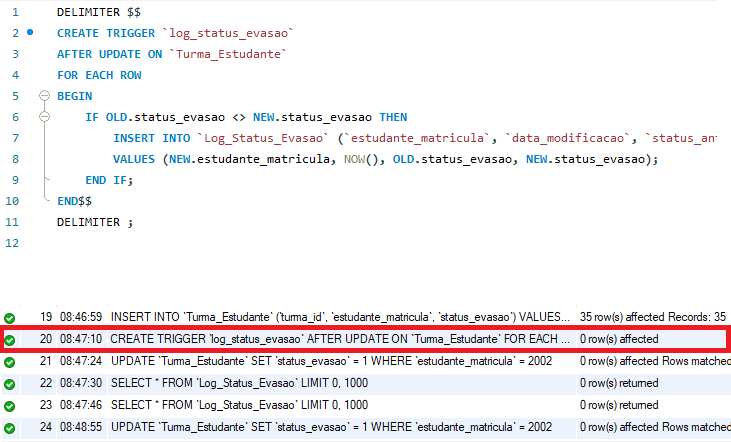 1 DELIMITER $$
2 CREATE TRIGGER `log_status_evasao`
3 AFTER UPDATE ON `Turma_Estudante`
4 FOR EACH ROW
5 BEGIN
6 IF OLD.status_evasao <> NEW.status_evasao THEN
7 INSERT INTO `Log_Status_Evasao` (`estudante_matricula`, `data_modificacao`, `status_ant
8 VALUES (NEW.estudante_matricula, NOW(), OLD.status_evasao, NEW.status_evasao);
9 END IF;
10 END$$
11 DELIMITER ;
12
19 08:46:59 INSERT INTO `Turma_Estudante` (`turma_id`, `estudante_matricula`, `status_evasao`) VALUES... 35 row(s) affected Records: 35
20 08:47:10 CREATE TRIGGER `log_status_evasao` AFTER UPDATE ON `Turma_Estudante` FOR EACH ... 0 row(s) affected
21 08:47:24 UPDATE `Turma_Estudante` SET `status_evasao` = 1 WHERE `estudante_matricula` = 2002 0 row(s) affected Rows matched
22 08:47:30 SELECT * FROM `Log_Status_Evasao` LIMIT 0, 1000 0 row(s) returned
23 08:47:46 SELECT * FROM `Log_Status_Evasao` LIMIT 0, 1000 0 row(s) returned
24 08:48:55 UPDATE `Turma_Estudante` SET `status_evasao` = 1 WHERE `estudante_matricula` = 2002 0 row(s) affected Rows matched